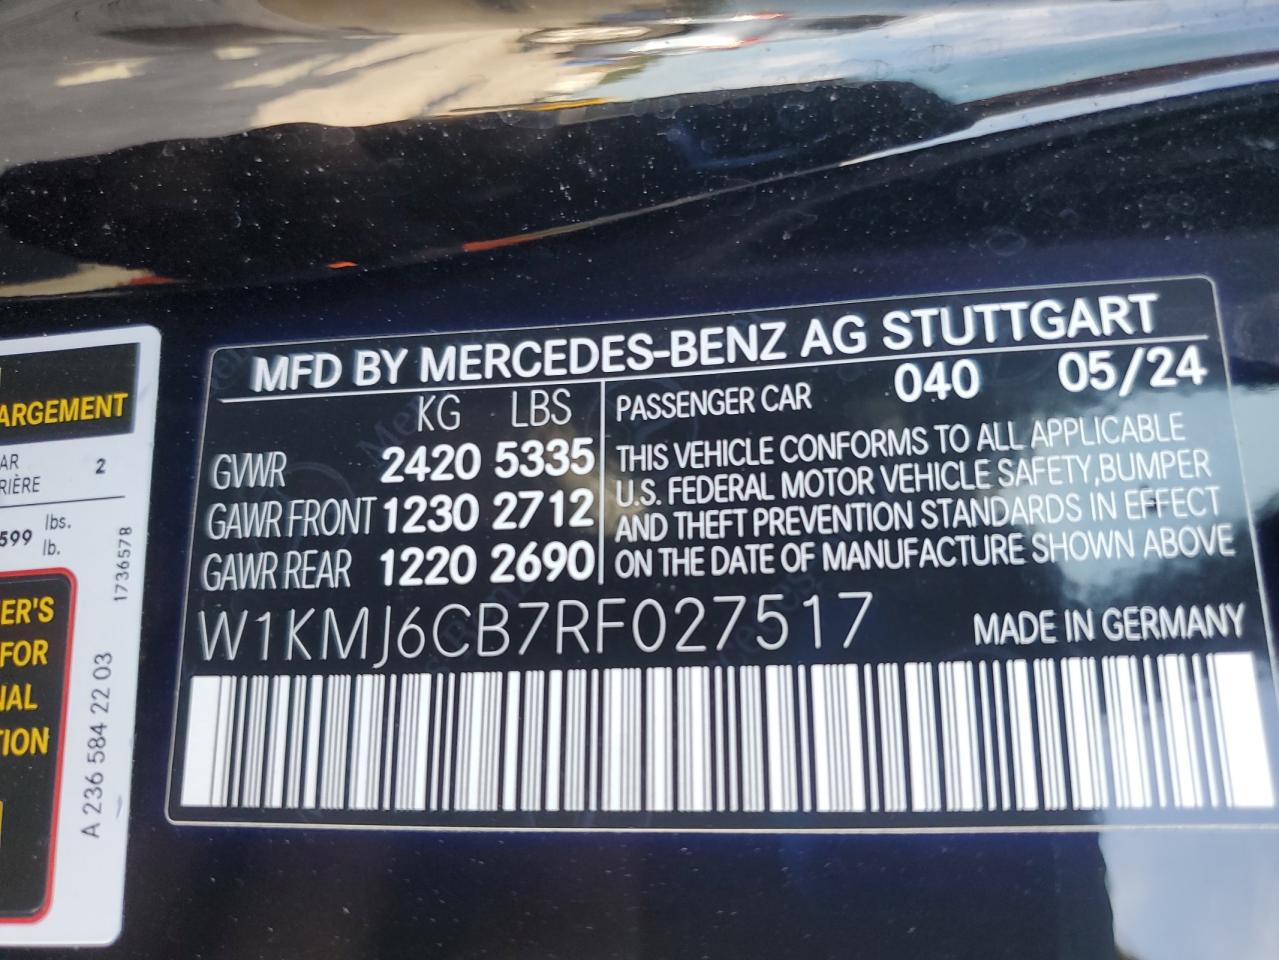 ARGEMENT
AR 2
RIÈRE
599 lbs.
lb.
ER'S
FOR
NAL
TION
1736578
A 236 584 22 03
MFD BY MERCEDES-BENZ AG STUTTGART
KG LBS
GVWR 2420 5335
GAWR FRONT 1230 2712
GAWR REAR 1220 2690
PASSENGER CAR 040 05/24
THIS VEHICLE CONFORMS TO ALL APPLICABLE
U.S. FEDERAL MOTOR VEHICLE SAFETY,BUMPER
AND THEFT PREVENTION STANDARDS IN EFFECT
ON THE DATE OF MANUFACTURE SHOWN ABOVE
W1KMJ6CB7RF027517 MADE IN GERMANY